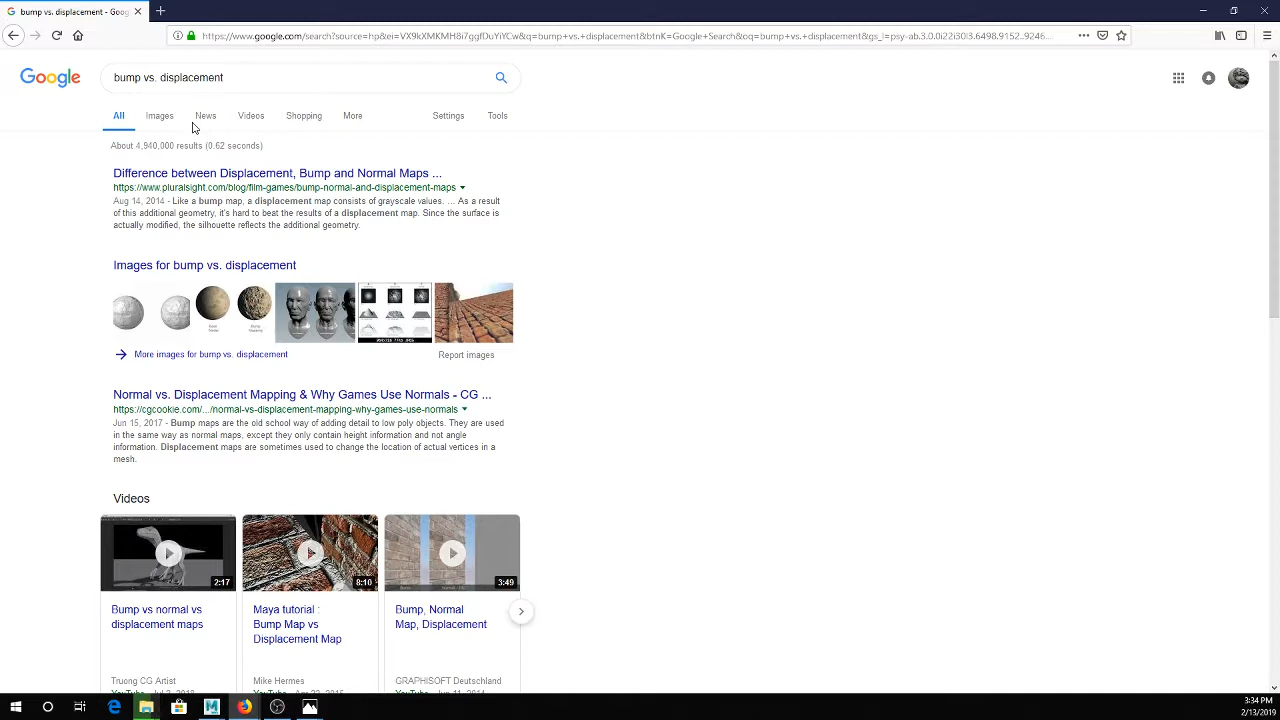 bump vs. displacement - Goog
https://www.google.com/search?source=hp&ei=VX9kXMKMH8i7ggfDuYiYCw&q=bump+vs.+displacement&btnK=Google+Search&oq=bump+vs.+displacement&gs_l=psy-ab.3.0.0i22i30l3.6498.9152..9246...
Google
bump vs. displacement
All Images News Videos Shopping More Settings Tools
About 4,940,000 results (0.62 seconds)
Difference between Displacement, Bump and Normal Maps ...
https://www.pluralsight.com/blog/film-games/bump-normal-and-displacement-maps
Aug 14, 2014 - Like a bump map, a displacement map consists of grayscale values. ... As a result
of this additional geometry, it's hard to beat the results of a displacement map. Since the surface is
actually modified, the silhouette reflects the additional geometry.
Images for bump vs. displacement
More images for bump vs. displacement
Report images
Normal vs. Displacement Mapping & Why Games Use Normals - CG ...
https://cgcookie.com/.../normal-vs-displacement-mapping-why-games-use-normals
Jun 15, 2017 - Bump maps are the old school way of adding detail to low poly objects. They are used
in the same way as normal maps, except they only contain height information and not angle
information. Displacement maps are sometimes used to change the location of actual vertices in a
mesh.
Videos
2:17
8:10
3:49
Bump vs normal vs
displacement maps
Truong CG Artist
Maya tutorial :
Bump Map vs
Displacement Map
Mike Hermes
Bump, Normal
Map, Displacement
GRAPHISOFT Deutschland
3:34 PM
2/13/2019